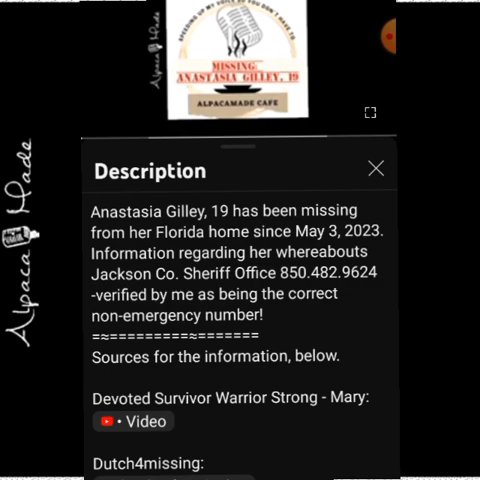 SPEEDING UP MY VOICE SO YOU DON'T HAVE TO
MISSING:
ANASTASIA GILLEY, 19
ALPACAMADE CAFE
Alpaca Made
Alpaca Made
Description
Anastasia Gilley, 19 has been missing
from her Florida home since May 3, 2023.
Information regarding her whereabouts
Jackson Co. Sheriff Office 850.482.9624
-verified by me as being the correct
non-emergency number!
==========≈=======
Sources for the information, below.
Devoted Survivor Warrior Strong - Mary:
• Video
Dutch4missing: